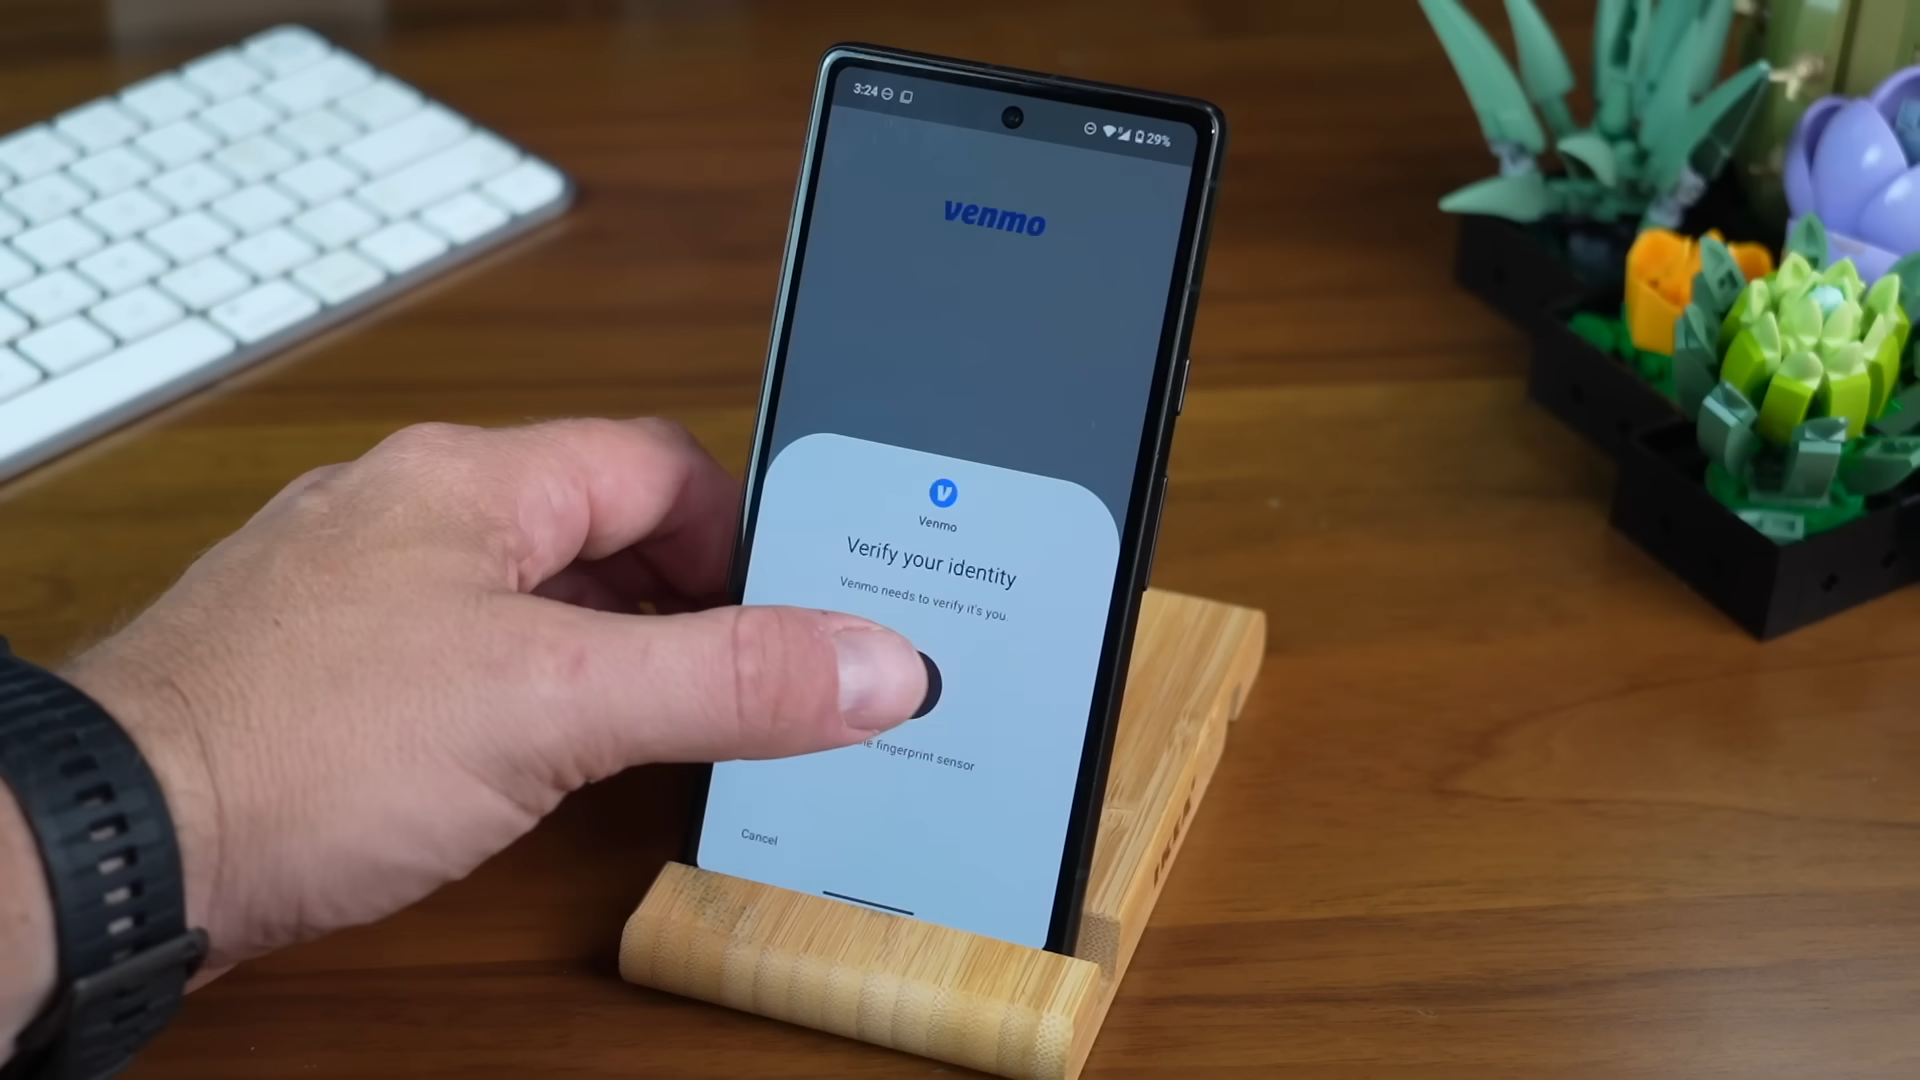 3:24
29%
venmo
Venmo
Verify your identity
Venmo needs to verify it's you.
fingerprint sensor
Cancel